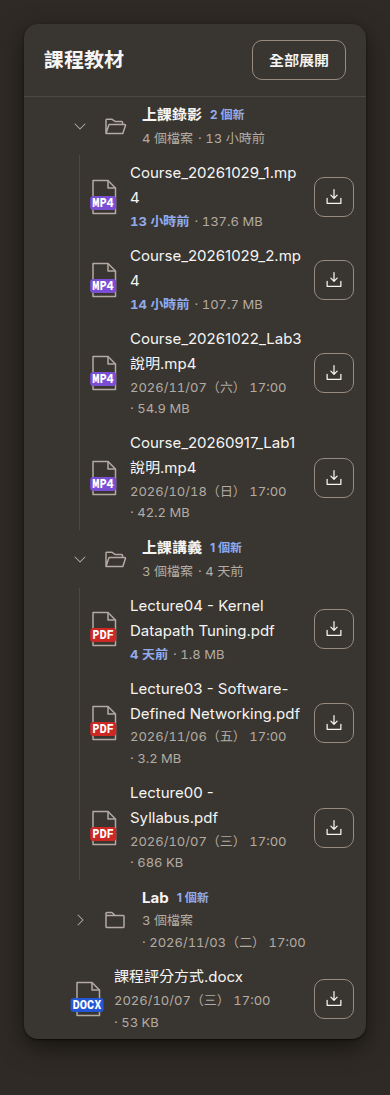 課程教材
全部展開
上課錄影 2 個新
4 個檔案 · 13 小時前
Course_20261029_1.mp
4
MP4
13 小時前 · 137.6 MB
Course_20261029_2.mp
4
MP4
14 小時前 · 107.7 MB
Course_20261022_Lab3
說明.mp4
MP4
2026/11/07（六） 17:00
· 54.9 MB
Course_20260917_Lab1
說明.mp4
MP4
2026/10/18（日） 17:00
· 42.2 MB
上課講義 1 個新
3 個檔案 · 4 天前
Lecture04 - Kernel
Datapath Tuning.pdf
PDF
4 天前 · 1.8 MB
Lecture03 - Software-
Defined Networking.pdf
PDF
2026/11/06（五） 17:00
· 3.2 MB
Lecture00 -
Syllabus.pdf
PDF
2026/10/07（三） 17:00
· 686 KB
Lab 1 個新
3 個檔案
· 2026/11/03（二） 17:00
課程評分方式.docx
DOCX
2026/10/07（三） 17:00
· 53 KB